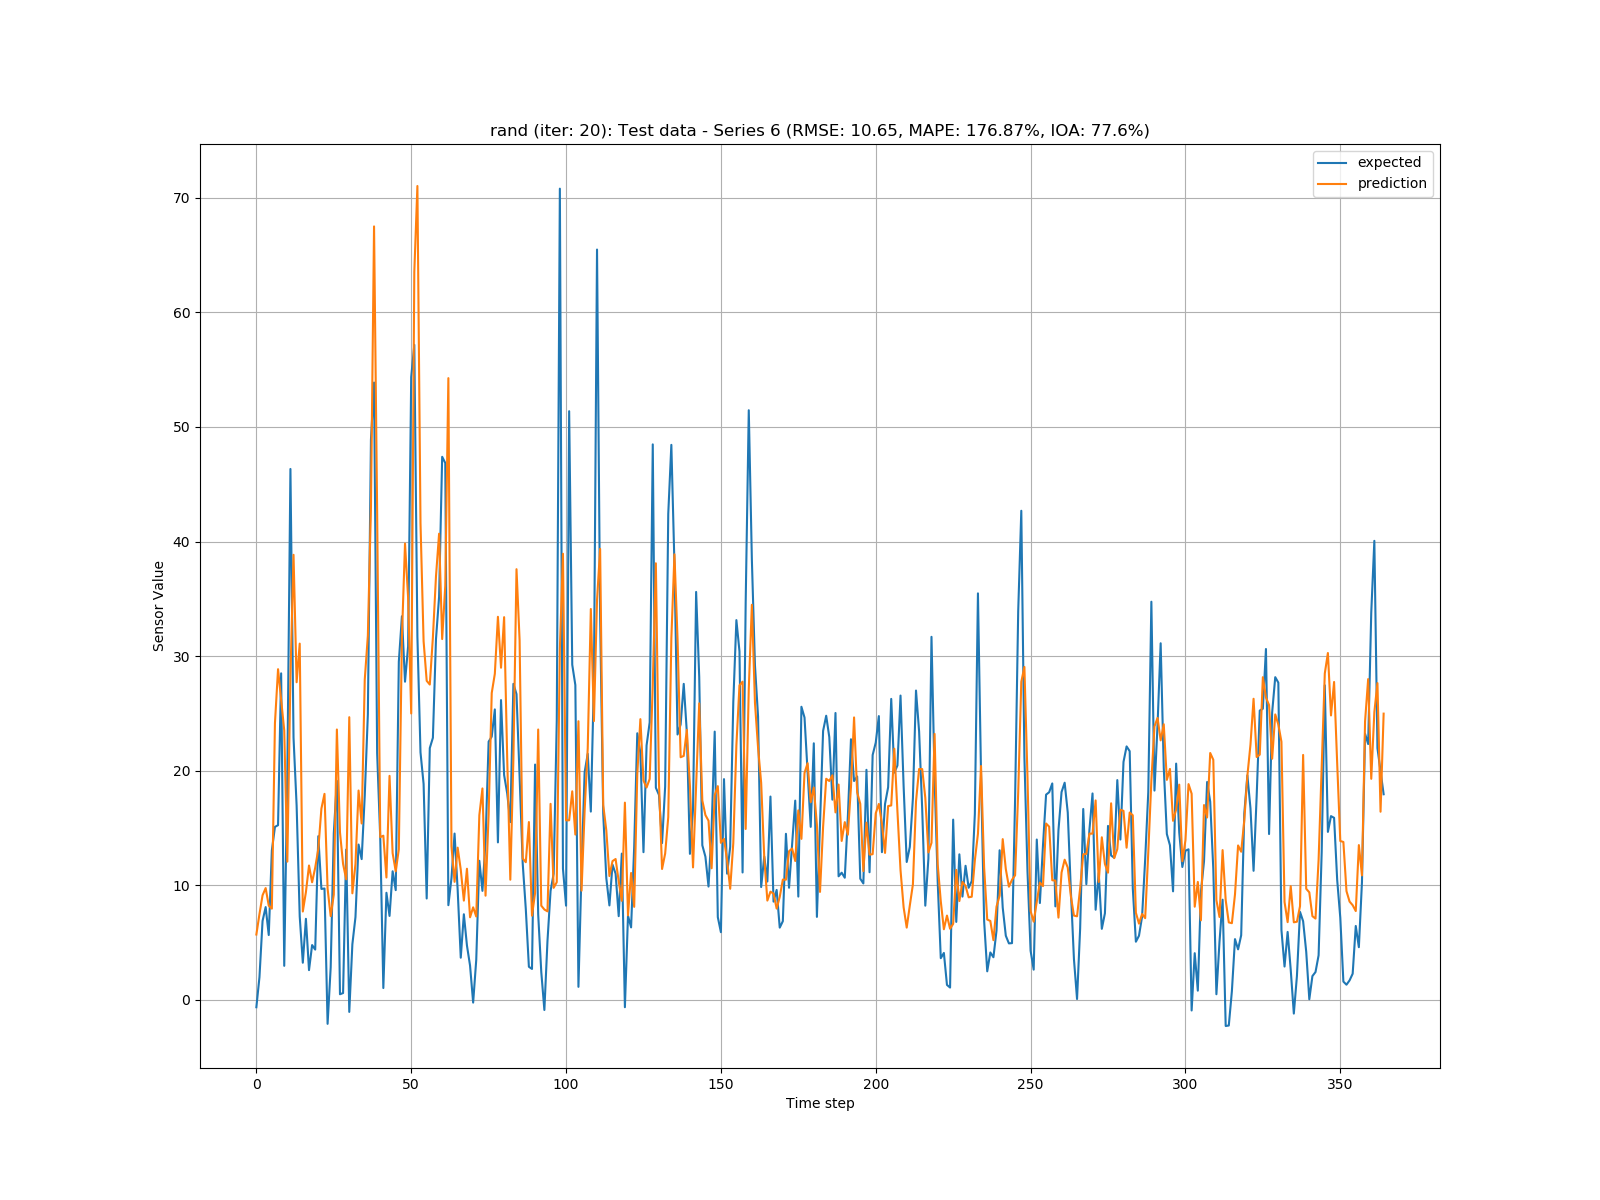 rand (iter: 20): Test data - Series 6 (RMSE: 10.65, MAPE: 176.87%, IOA: 77.6%)
expected
prediction
70
60
50
40
30
20
10
0
Sensor Value
0 50 100 150 200 250 300 350
Time step